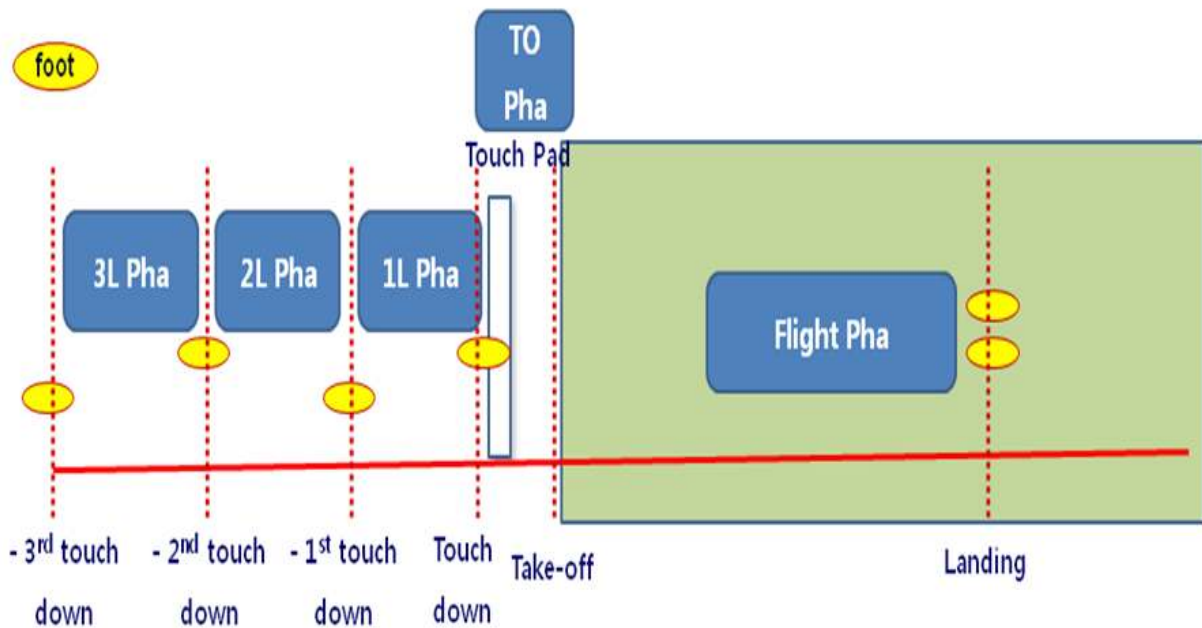 foot
TO
Pha
Touch Pad
3L Pha
2L Pha
1L Pha
Flight Pha
- 3rd touch
down
- 2nd touch
down
- 1st touch
down
Touch
down
Take-off
Landing